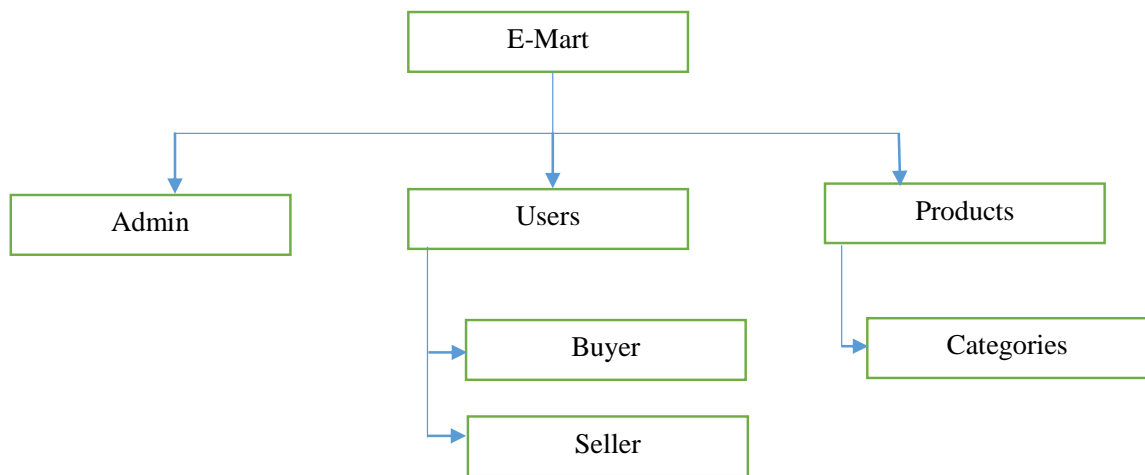 E-Mart
Admin
Users
Products
Buyer
Categories
Seller